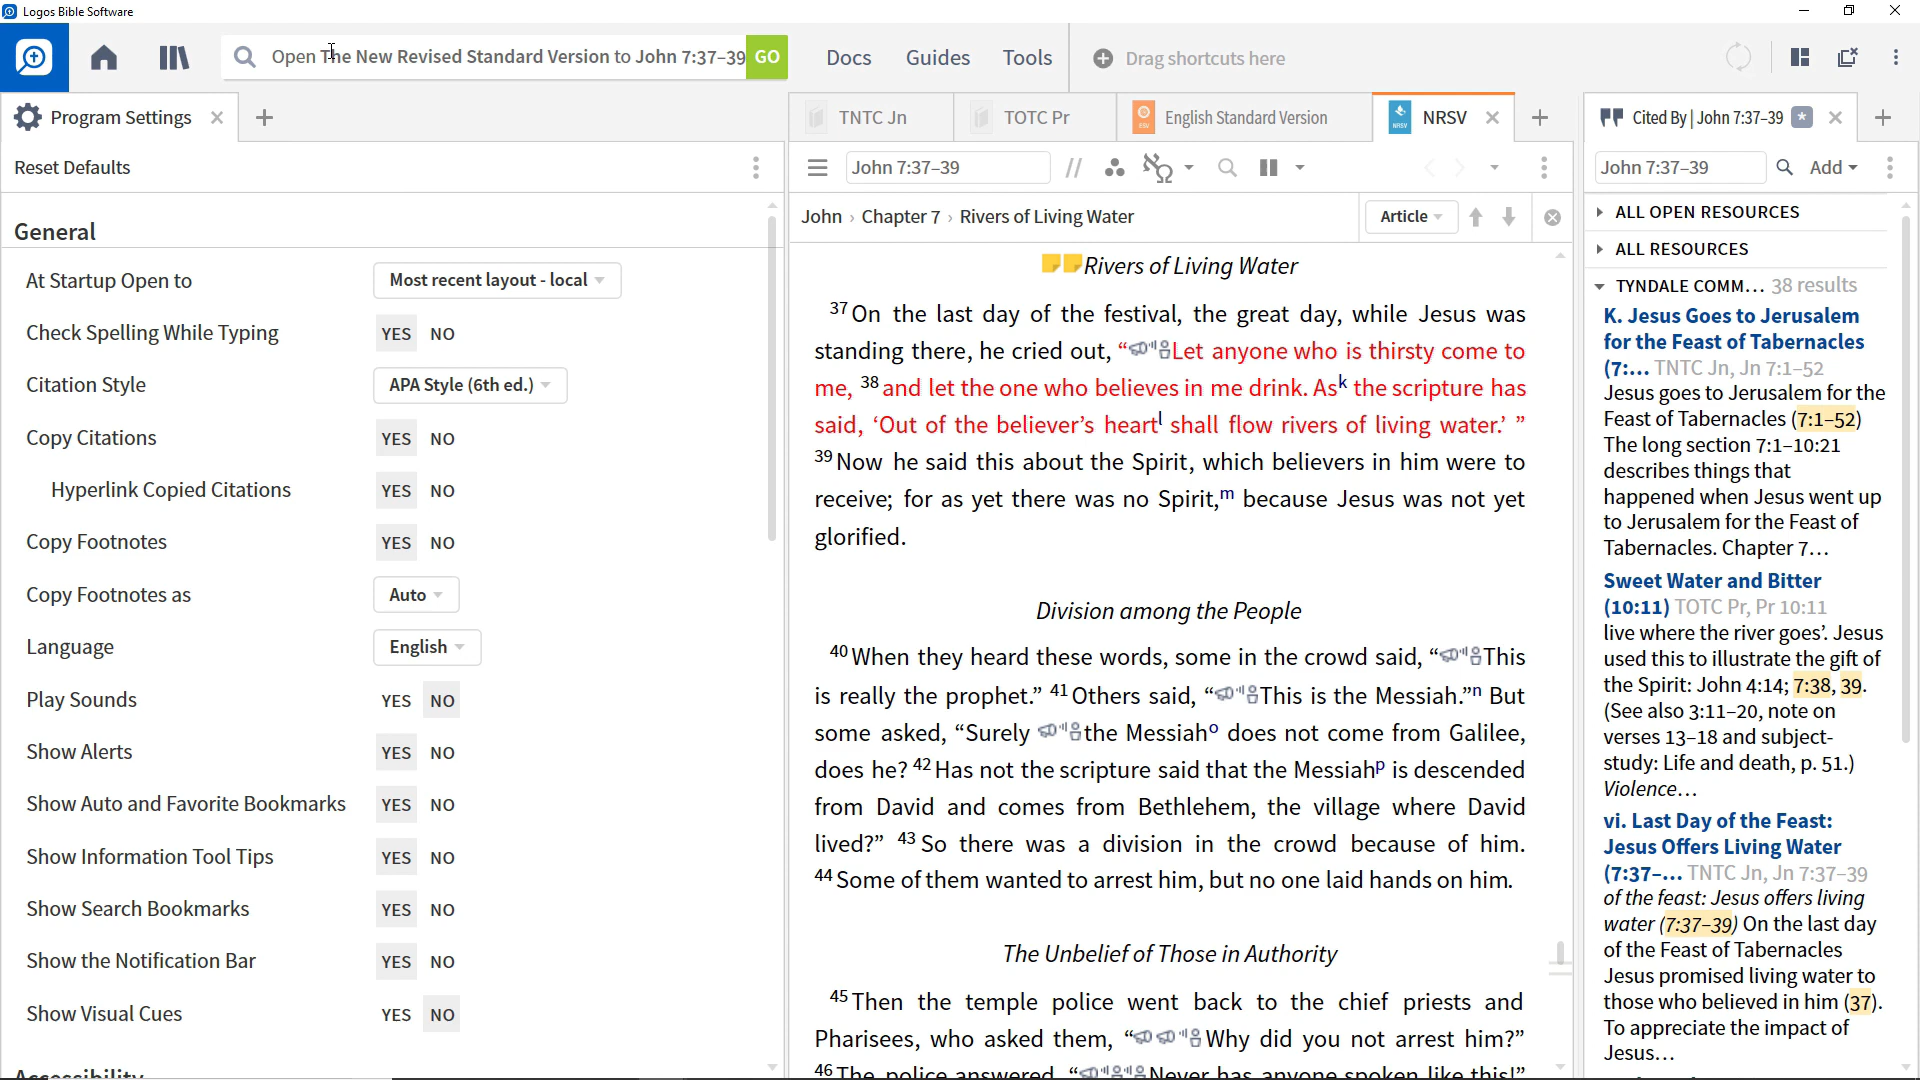 Logos Bible Software
Open The New Revised Standard Version to John 7:37–39 GO
Docs Guides Tools
Drag shortcuts here
Program Settings
Reset Defaults
General
At Startup Open to Most recent layout - local
Check Spelling While Typing YES NO
Citation Style APA Style (6th ed.)
Copy Citations YES NO
Hyperlink Copied Citations YES NO
Copy Footnotes YES NO
Copy Footnotes as Auto
Language English
Play Sounds YES NO
Show Alerts YES NO
Show Auto and Favorite Bookmarks YES NO
Show Information Tool Tips YES NO
Show Search Bookmarks YES NO
Show the Notification Bar YES NO
Show Visual Cues YES NO
Accessibility
TNTC Jn TOTC Pr English Standard Version NRSV
John 7:37–39
John › Chapter 7 › Rivers of Living Water Article
Rivers of Living Water
37 On the last day of the festival, the great day, while Jesus was
standing there, he cried out, “Let anyone who is thirsty come to
me, 38 and let the one who believes in me drink. Ask the scripture has
said, ‘Out of the believer’s heartl shall flow rivers of living water.’ ”
39 Now he said this about the Spirit, which believers in him were to
receive; for as yet there was no Spirit,m because Jesus was not yet
glorified.
Division among the People
40 When they heard these words, some in the crowd said, “This
is really the prophet.” 41 Others said, “This is the Messiah.”n But
some asked, “Surely the Messiaho does not come from Galilee,
does he? 42 Has not the scripture said that the Messiahp is descended
from David and comes from Bethlehem, the village where David
lived?” 43 So there was a division in the crowd because of him.
44 Some of them wanted to arrest him, but no one laid hands on him.
The Unbelief of Those in Authority
45 Then the temple police went back to the chief priests and
Pharisees, who asked them, “Why did you not arrest him?”
46 The police answered, “Never has anyone spoken like this!”
Cited By | John 7:37–39 *
John 7:37–39 Add
ALL OPEN RESOURCES
ALL RESOURCES
TYNDALE COMM... 38 results
K. Jesus Goes to Jerusalem
for the Feast of Tabernacles
(7:... TNTC Jn, Jn 7:1–52
Jesus goes to Jerusalem for the
Feast of Tabernacles (7:1–52)
The long section 7:1–10:21
describes things that
happened when Jesus went up
to Jerusalem for the Feast of
Tabernacles. Chapter 7...
Sweet Water and Bitter
(10:11) TOTC Pr, Pr 10:11
live where the river goes’. Jesus
used this to illustrate the gift of
the Spirit: John 4:14; 7:38, 39.
(See also 3:11–20, note on
verses 13–18 and subject-
study: Life and death, p. 51.)
Violence...
vi. Last Day of the Feast:
Jesus Offers Living Water
(7:37–... TNTC Jn, Jn 7:37–39
of the feast: Jesus offers living
water (7:37–39) On the last day
of the Feast of Tabernacles
Jesus promised living water to
those who believed in him (37).
To appreciate the impact of
Jesus...